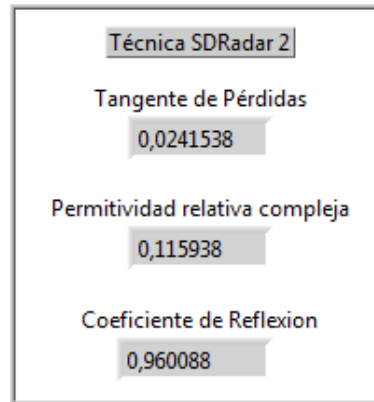 Técnica SDRadar 2
Tangente de Pérdidas
0,0241538
Permitividad relativa compleja
0,115938
Coeficiente de Reflexion
0,960088